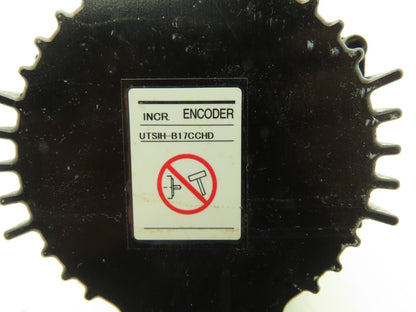 INCR. ENCODER
UTSIH-B17CCHD